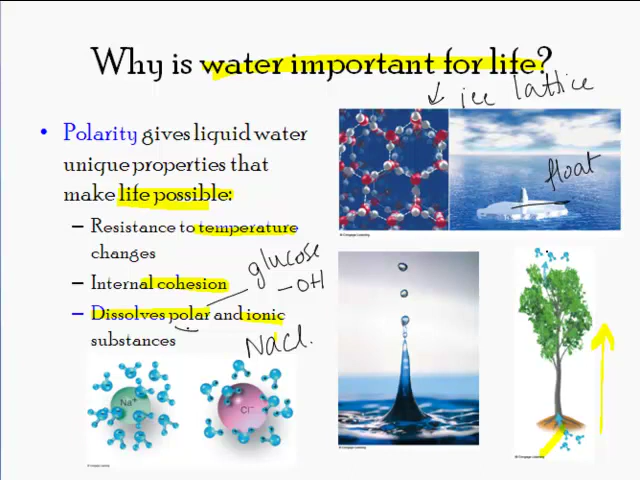 Why is water important for life?
ice lattice
• Polarity gives liquid water
unique properties that
make life possible:
float
– Resistance to temperature
changes
glucose
– Internal cohesion
-OH
– Dissolves polar and ionic
substances
NaCl.
Na+
Cl-